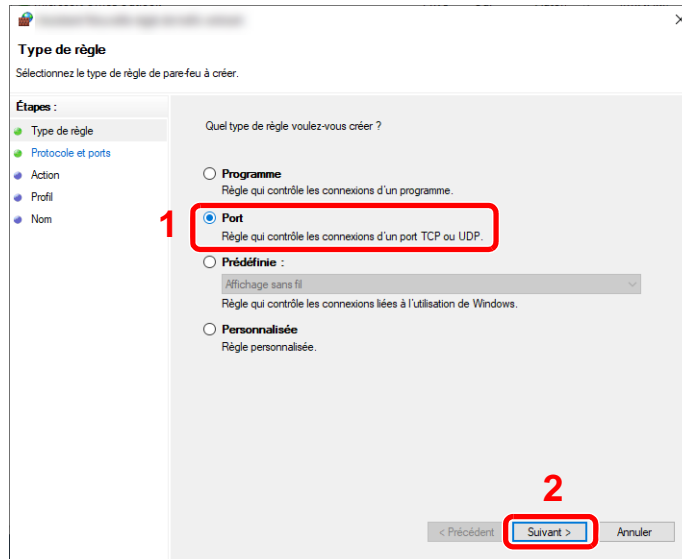 Type de règle
Sélectionnez le type de règle de pare-feu à créer.
Étapes :
Type de règle
Protocole et ports
Action
Profil
Nom
Quel type de règle voulez-vous créer ?
Programme
Règle qui contrôle les connexions d'un programme.
1
Port
Règle qui contrôle les connexions d'un port TCP ou UDP.
Prédéfinie :
Affichage sans fil
Règle qui contrôle les connexions liées à l'utilisation de Windows.
Personnalisée
Règle personnalisée.
2
< Précédent
Suivant >
Annuler